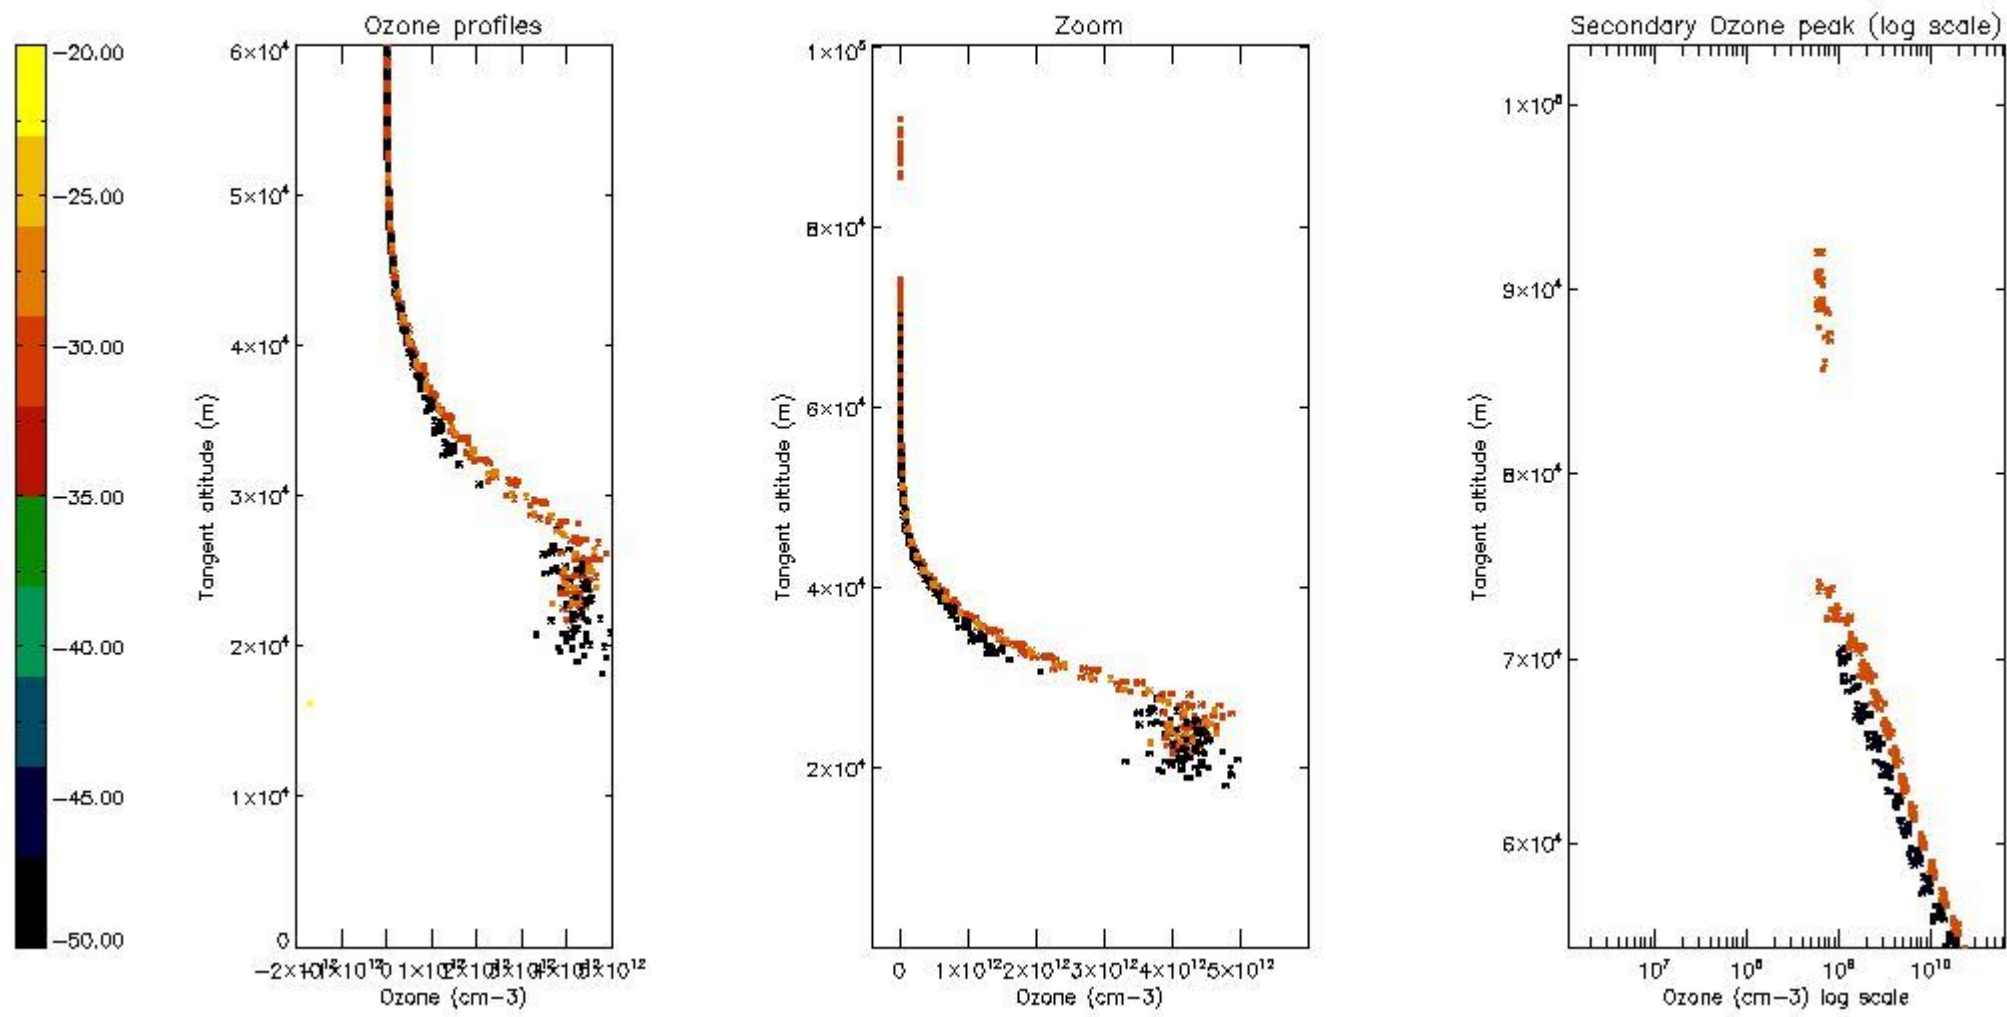 Ozone profiles
Zoom
Secondary Ozone peak (log scale)
−20.00
−25.00
−30.00
−35.00
−40.00
−45.00
−50.00
6×10⁴
5×10⁴
4×10⁴
3×10⁴
2×10⁴
1×10⁴
0
Tangent altitude (m)
Ozone (cm−3)
1×10⁵
8×10⁴
6×10⁴
4×10⁴
2×10⁴
Tangent altitude (m)
0 1×10¹² 2×10¹² 3×10¹² 4×10¹² 5×10¹²
Ozone (cm−3)
9×10⁴
8×10⁴
7×10⁴
6×10⁴
Tangent altitude (m)
10⁷ 10⁸ 10⁹ 10¹⁰
Ozone (cm−3) log scale